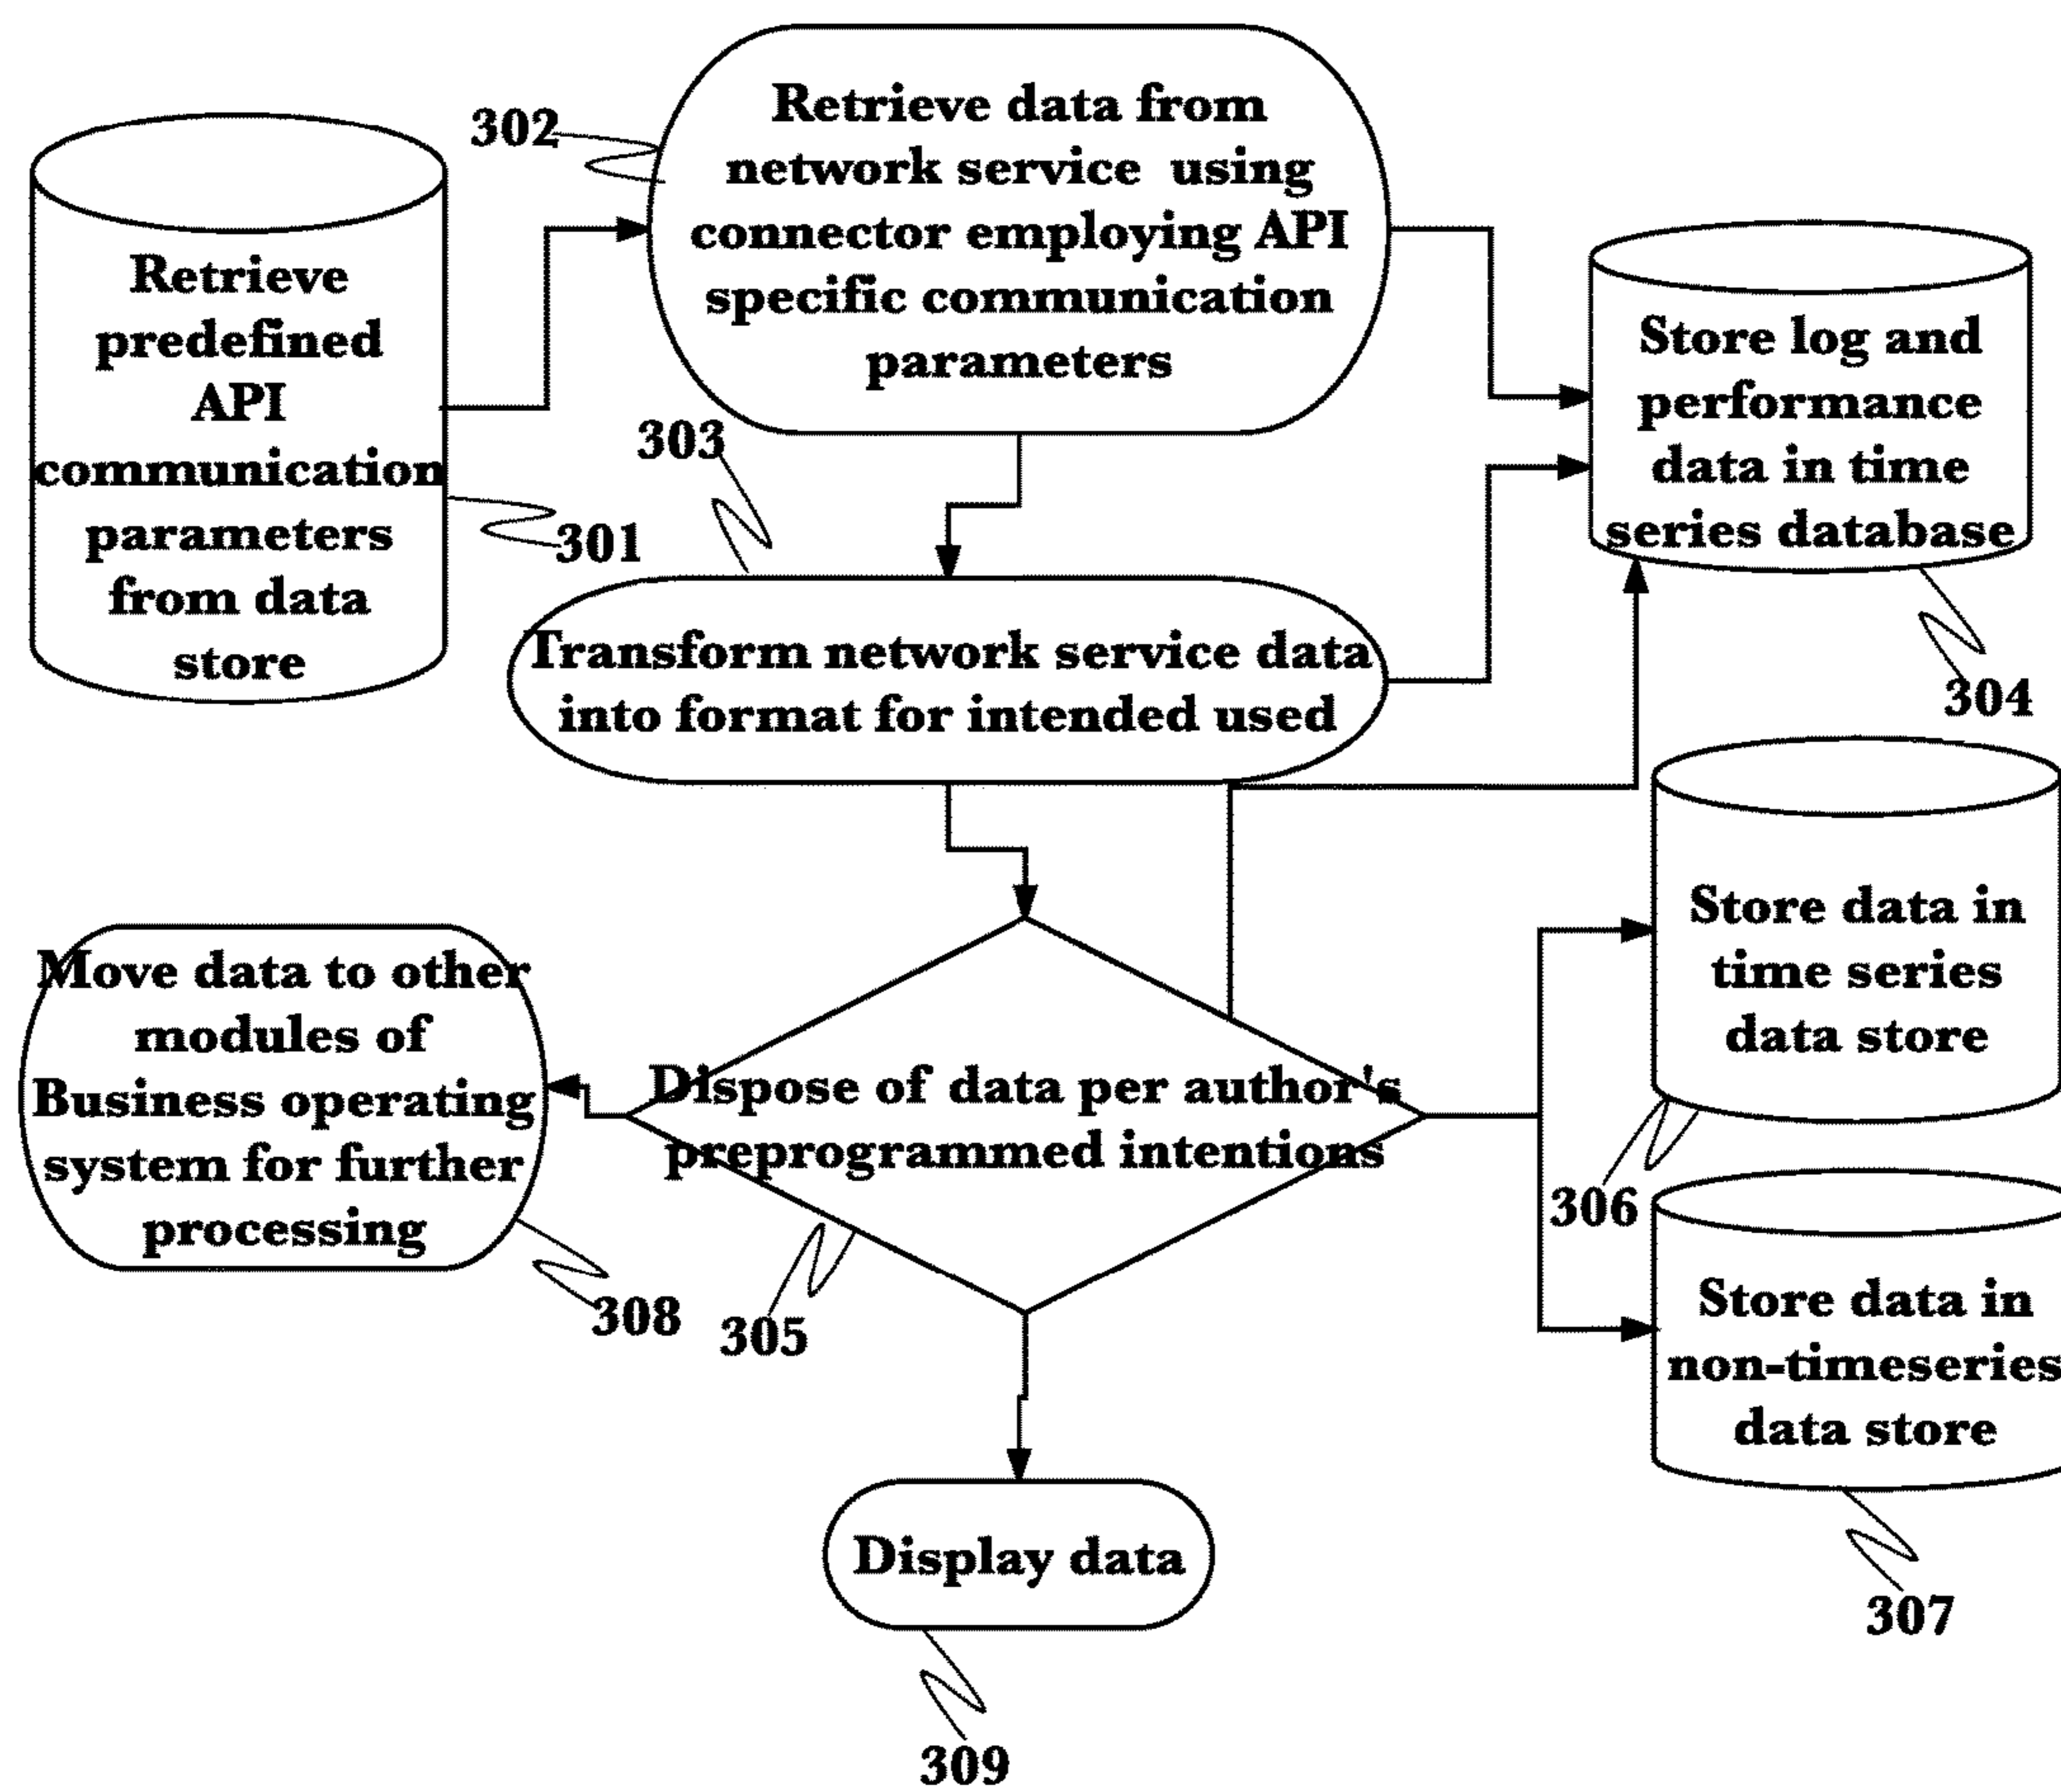 302
Retrieve data from
network service using
connector employing API
specific communication
parameters
Retrieve
predefined
API
communication
parameters
from data
store
301
303
Store log and
performance
data in time
series database
304
Transform network service data
into format for intended used
Store data in
time series
data store
306
Move data to other
modules of
Business operating
system for further
processing
308
Dispose of data per author's
preprogrammed intentions
305
Store data in
non-timeseries
data store
307
Display data
309